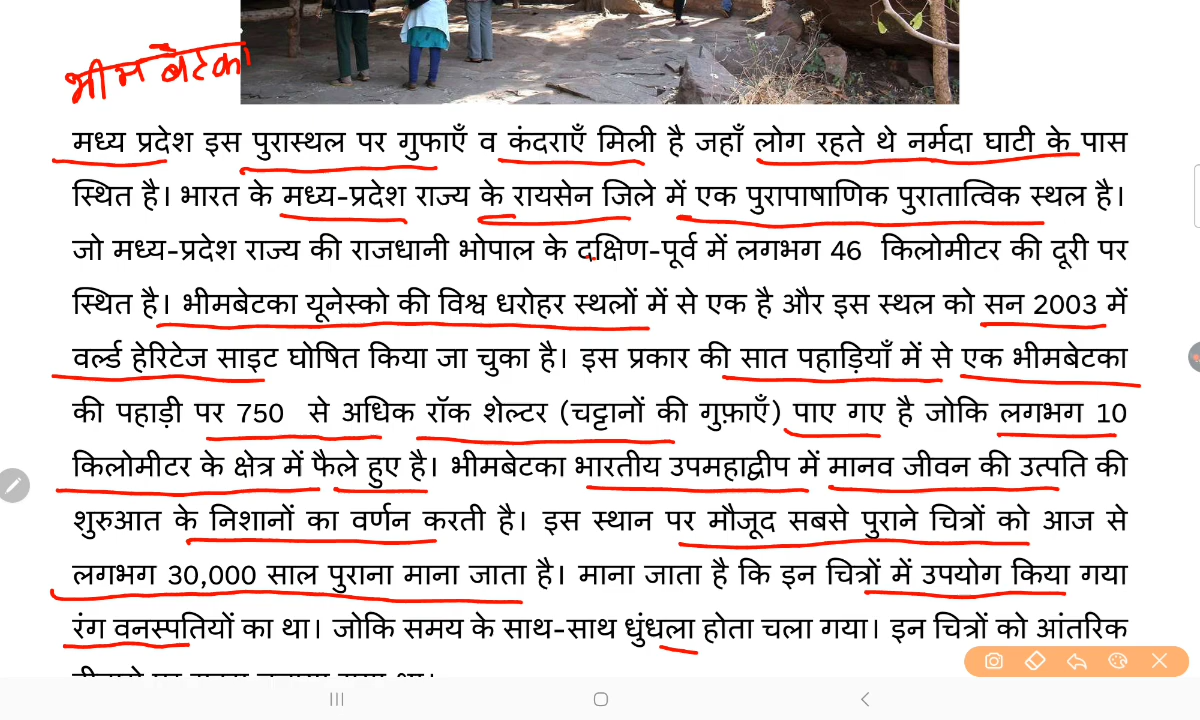 भीमबैटका
मध्य प्रदेश इस पुरास्थल पर गुफाएँ व कंदराएँ मिली है जहाँ लोग रहते थे नर्मदा घाटी के पास
स्थित है। भारत के मध्य-प्रदेश राज्य के रायसेन जिले में एक पुरापाषाणिक पुरातात्विक स्थल है।
जो मध्य-प्रदेश राज्य की राजधानी भोपाल के दक्षिण-पूर्व में लगभग 46 किलोमीटर की दूरी पर
स्थित है। भीमबेटका यूनेस्को की विश्व धरोहर स्थलों में से एक है और इस स्थल को सन 2003 में
वर्ल्ड हेरिटेज साइट घोषित किया जा चुका है। इस प्रकार की सात पहाड़ियाँ में से एक भीमबेटका
की पहाड़ी पर 750 से अधिक रॉक शेल्टर (चट्टानों की गुफ़ाएँ) पाए गए है जोकि लगभग 10
किलोमीटर के क्षेत्र में फैले हुए है। भीमबेटका भारतीय उपमहाद्वीप में मानव जीवन की उत्पति की
शुरुआत के निशानों का वर्णन करती है। इस स्थान पर मौजूद सबसे पुराने चित्रों को आज से
लगभग 30,000 साल पुराना माना जाता है। माना जाता है कि इन चित्रों में उपयोग किया गया
रंग वनस्पतियों का था। जोकि समय के साथ-साथ धुंधला होता चला गया। इन चित्रों को आंतरिक